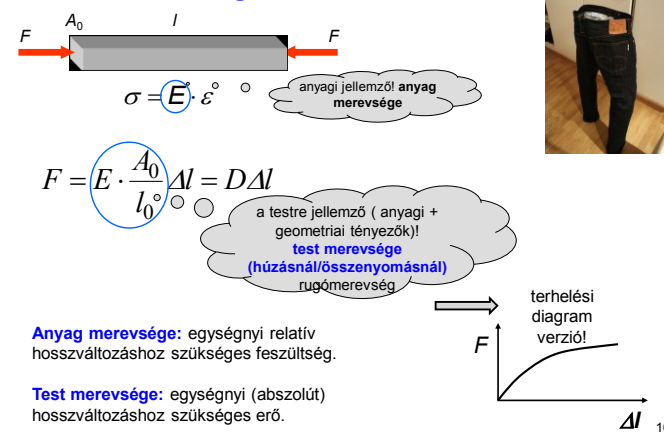 A₀ l
F F
σ = E · ε
anyagi jellemző! anyag
merevsége
F = E · A₀/l₀ Δl = DΔl
a testre jellemző ( anyagi +
geometriai tényezők)!
test merevsége
(húzásnál/összenyomásnál)
rugómerevség
terhelési
diagram
verzió!
F
Δl
Anyag merevsége: egységnyi relatív
hosszváltozáshoz szükséges feszültség.
Test merevsége: egységnyi (abszolút)
hosszváltozáshoz szükséges erő.